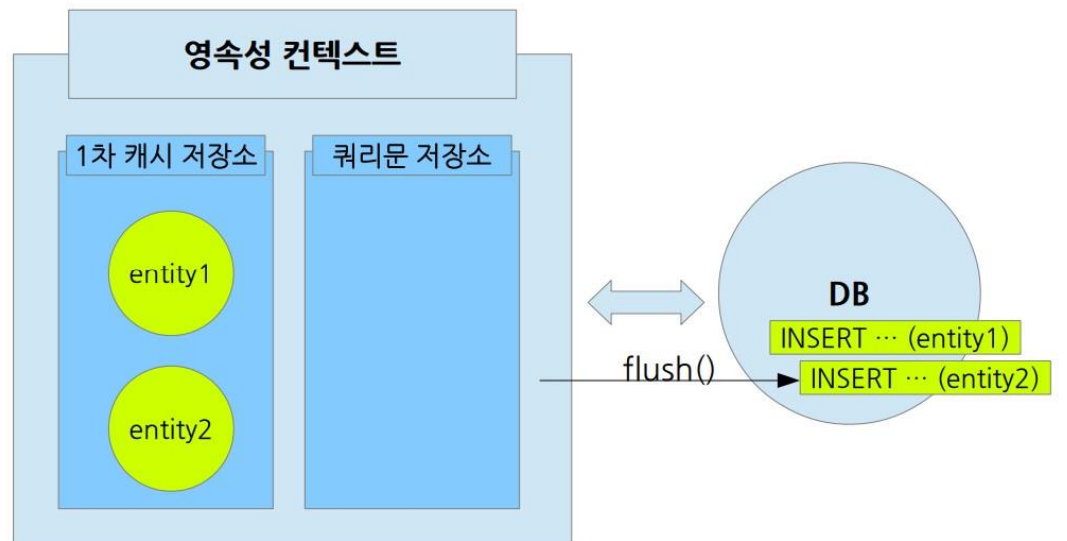 영속성 컨텍스트
1차 캐시 저장소
쿼리문 저장소
entity1
entity2
DB
INSERT ⋯ (entity1)
flush()
INSERT ⋯ (entity2)